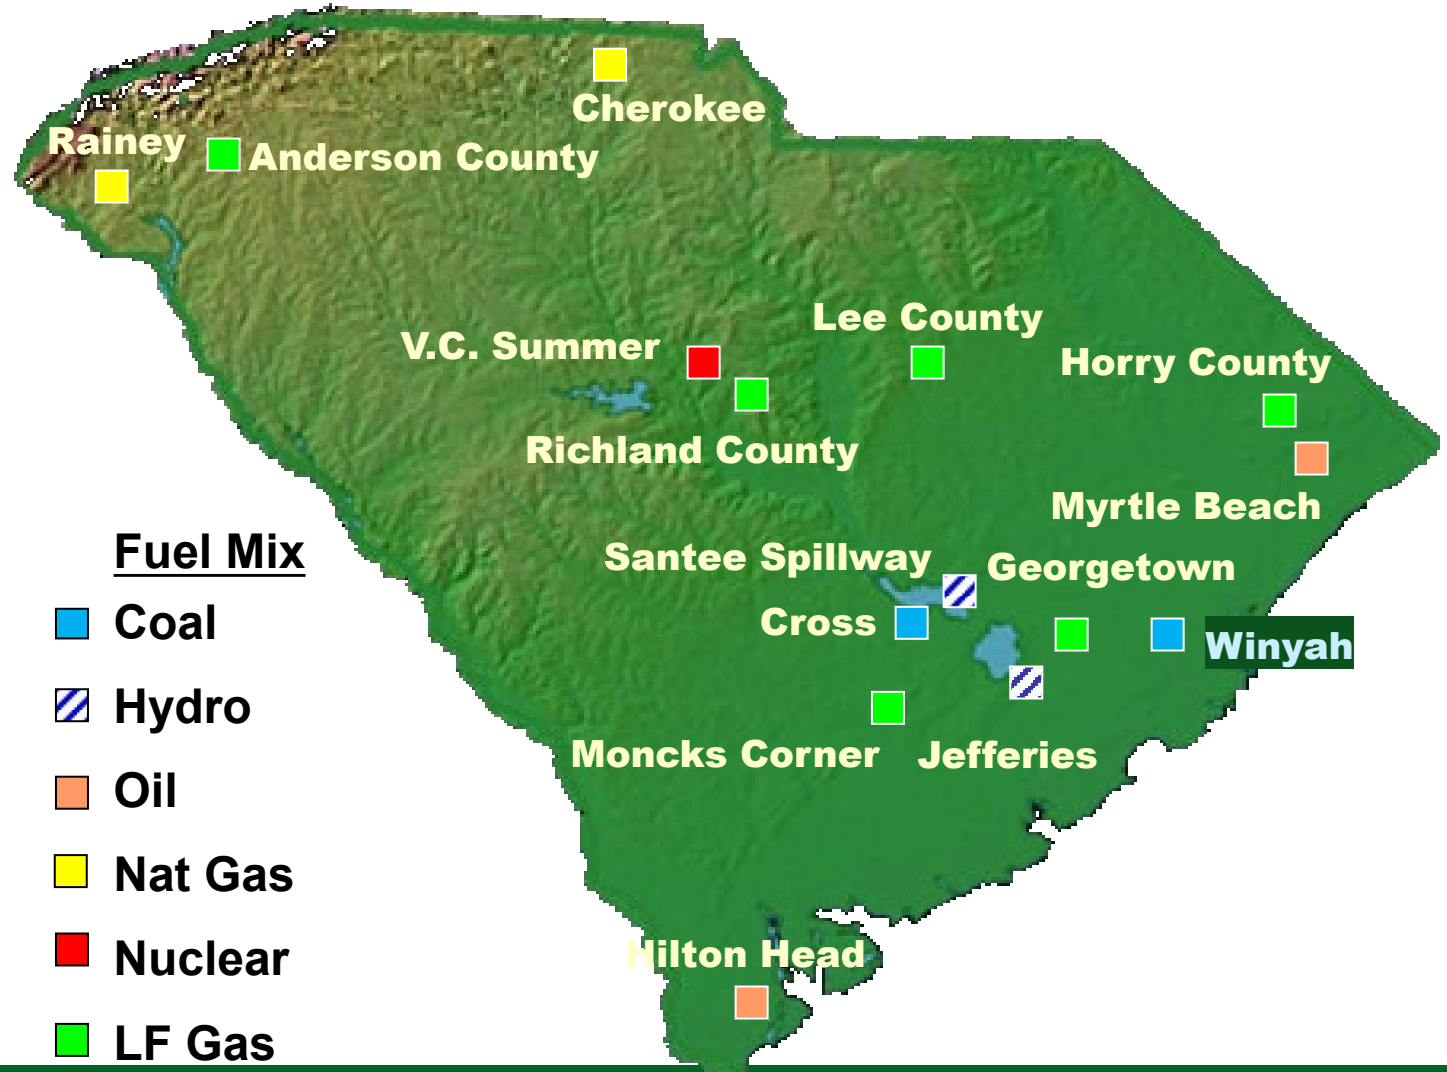 Cherokee
Rainey
Anderson County
Lee County
V.C. Summer
Horry County
Richland County
Myrtle Beach
Santee Spillway
Georgetown
Cross
Winyah
Moncks Corner
Jefferies
Hilton Head
Fuel Mix
Coal
Hydro
Oil
Nat Gas
Nuclear
LF Gas